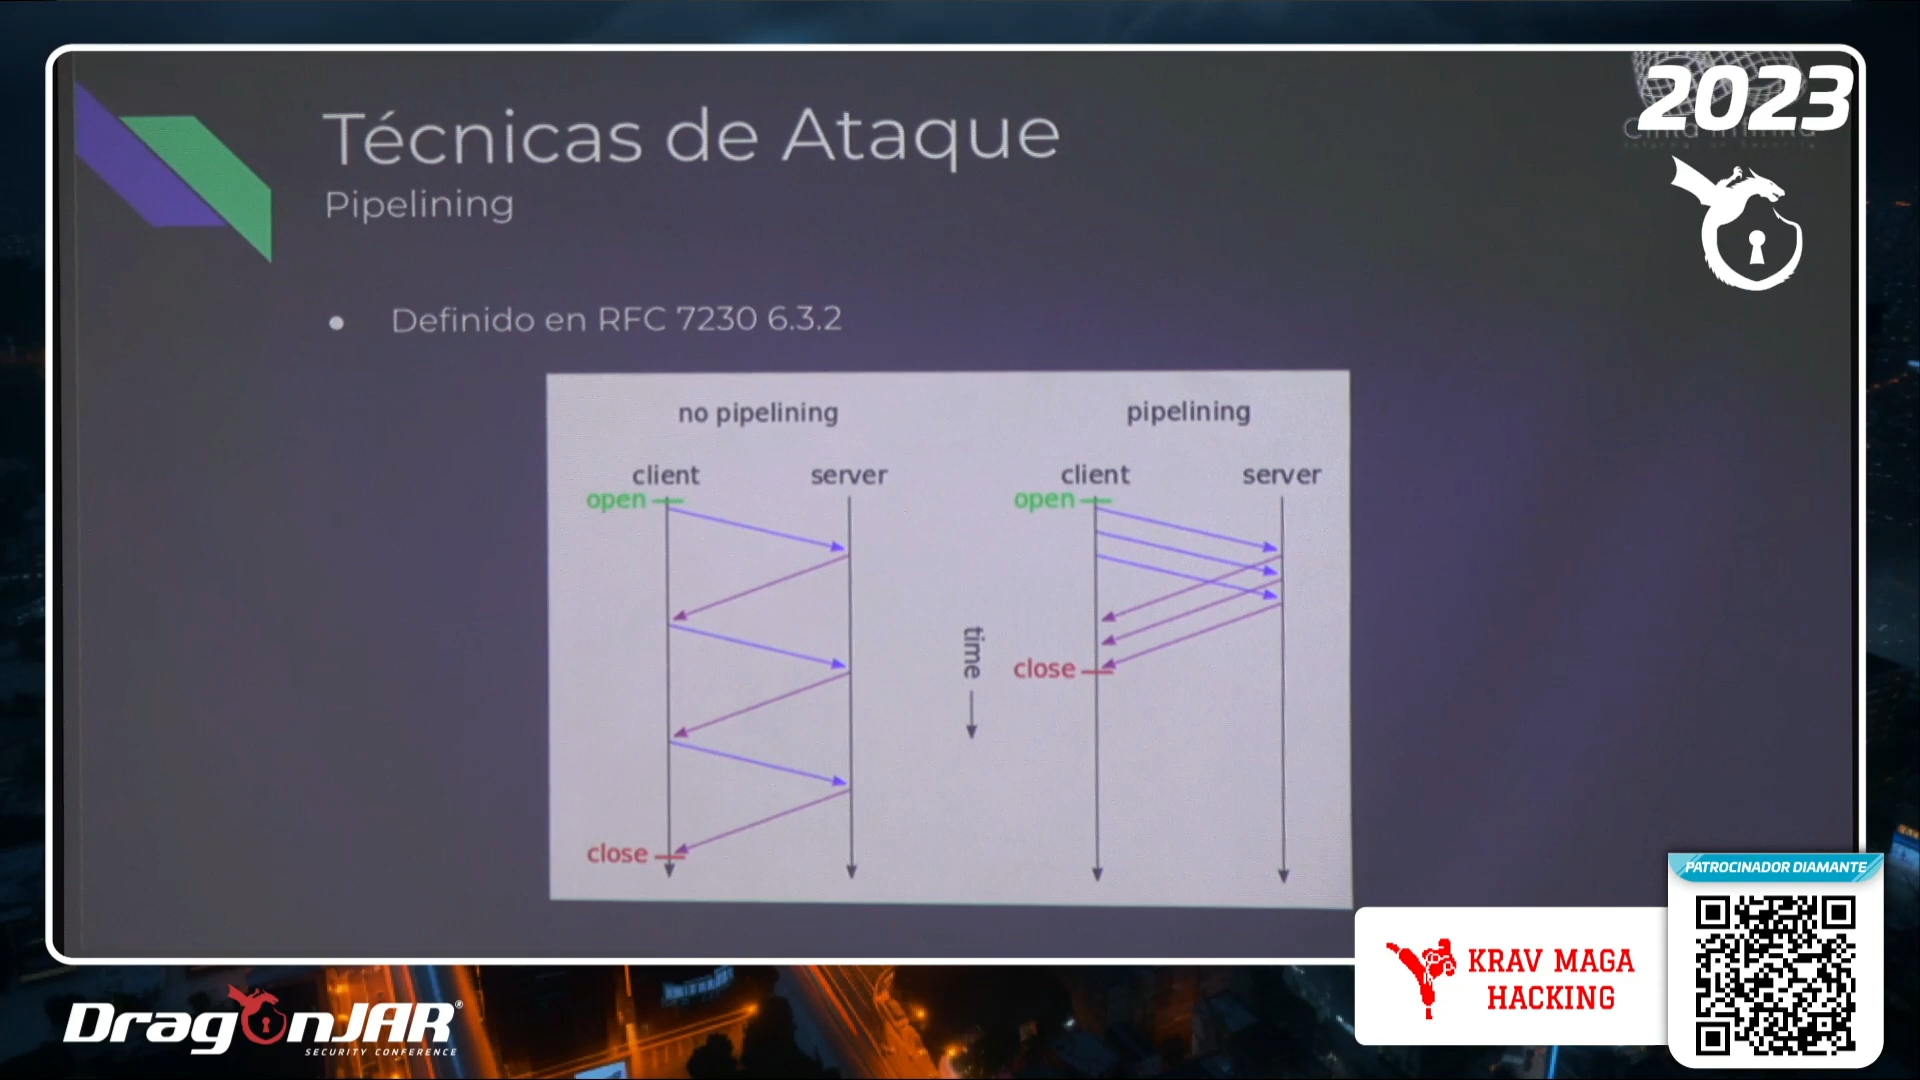 2023
Técnicas de Ataque
Pipelining
Definido en RFC 7230 6.3.2
no pipelining
pipelining
client
server
client
server
open
open
time
close
close
PATROCINADOR DIAMANTE
KRAV MAGA
HACKING
DragonJAR®
SECURITY CONFERENCE